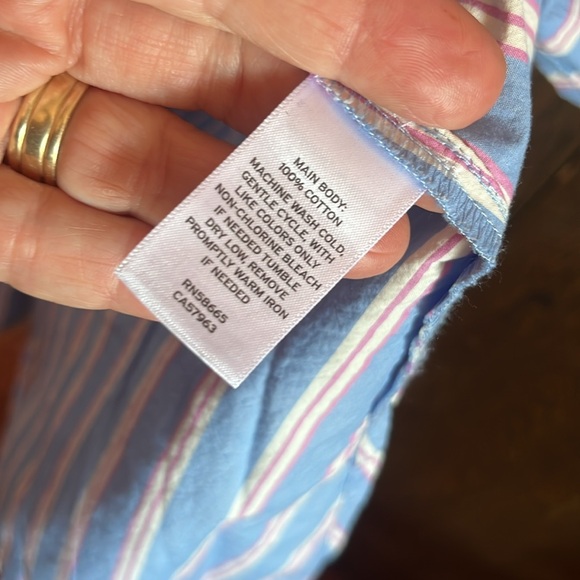 MAIN BODY:
100% COTTON
MACHINE WASH COLD,
GENTLE CYCLE, WITH
LIKE COLORS ONLY
NON-CHLORINE BLEACH
IF NEEDED TUMBLE
DRY LOW, REMOVE
PROMPTLY WARM IRON
IF NEEDED
RN58665
CA57963